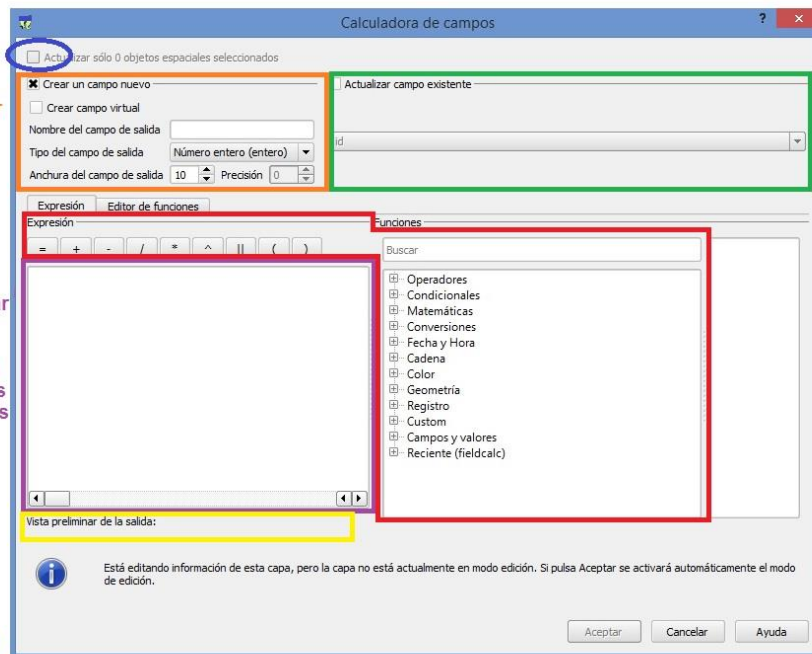 Calculadora de campos
Actualizar sólo 0 objetos espaciales seleccionados
Crear un campo nuevo
Actualizar campo existente
Crear campo virtual
Nombre del campo de salida
id
Tipo del campo de salida Número entero (entero)
Anchura del campo de salida 10 Precisión 0
Expresión Editor de funciones
Expresión Funciones
= + - / * ^ || ( ) Buscar
Operadores
Condicionales
Matemáticas
Conversiones
Fecha y Hora
Cadena
Color
Geometría
Registro
Custom
Campos y valores
Reciente (fieldcalc)
Vista preliminar de la salida:
Está editando información de esta capa, pero la capa no está actualmente en modo edición. Si pulsa Aceptar se activará automáticamente el modo
de edición.
Aceptar Cancelar Ayuda